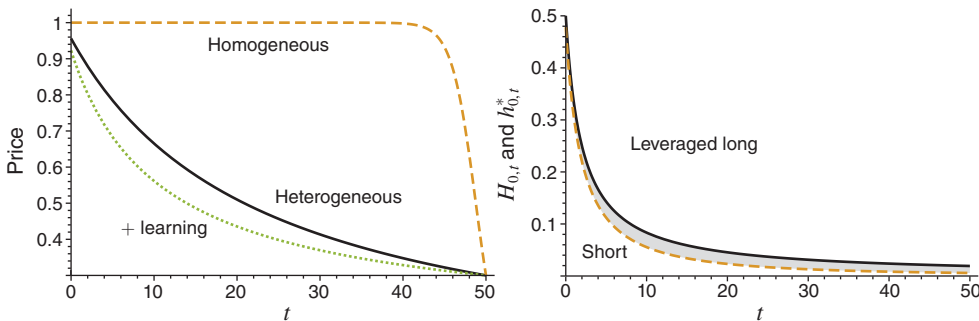 Price
1
0.9
0.8
0.7
0.6
0.5
0.4
Homogeneous
Heterogeneous
+ learning
0 10 20 30 40 50
t
H0,t and h*0,t
0.5
0.4
0.3
0.2
0.1
Leveraged long
Short
0 10 20 30 40 50
t